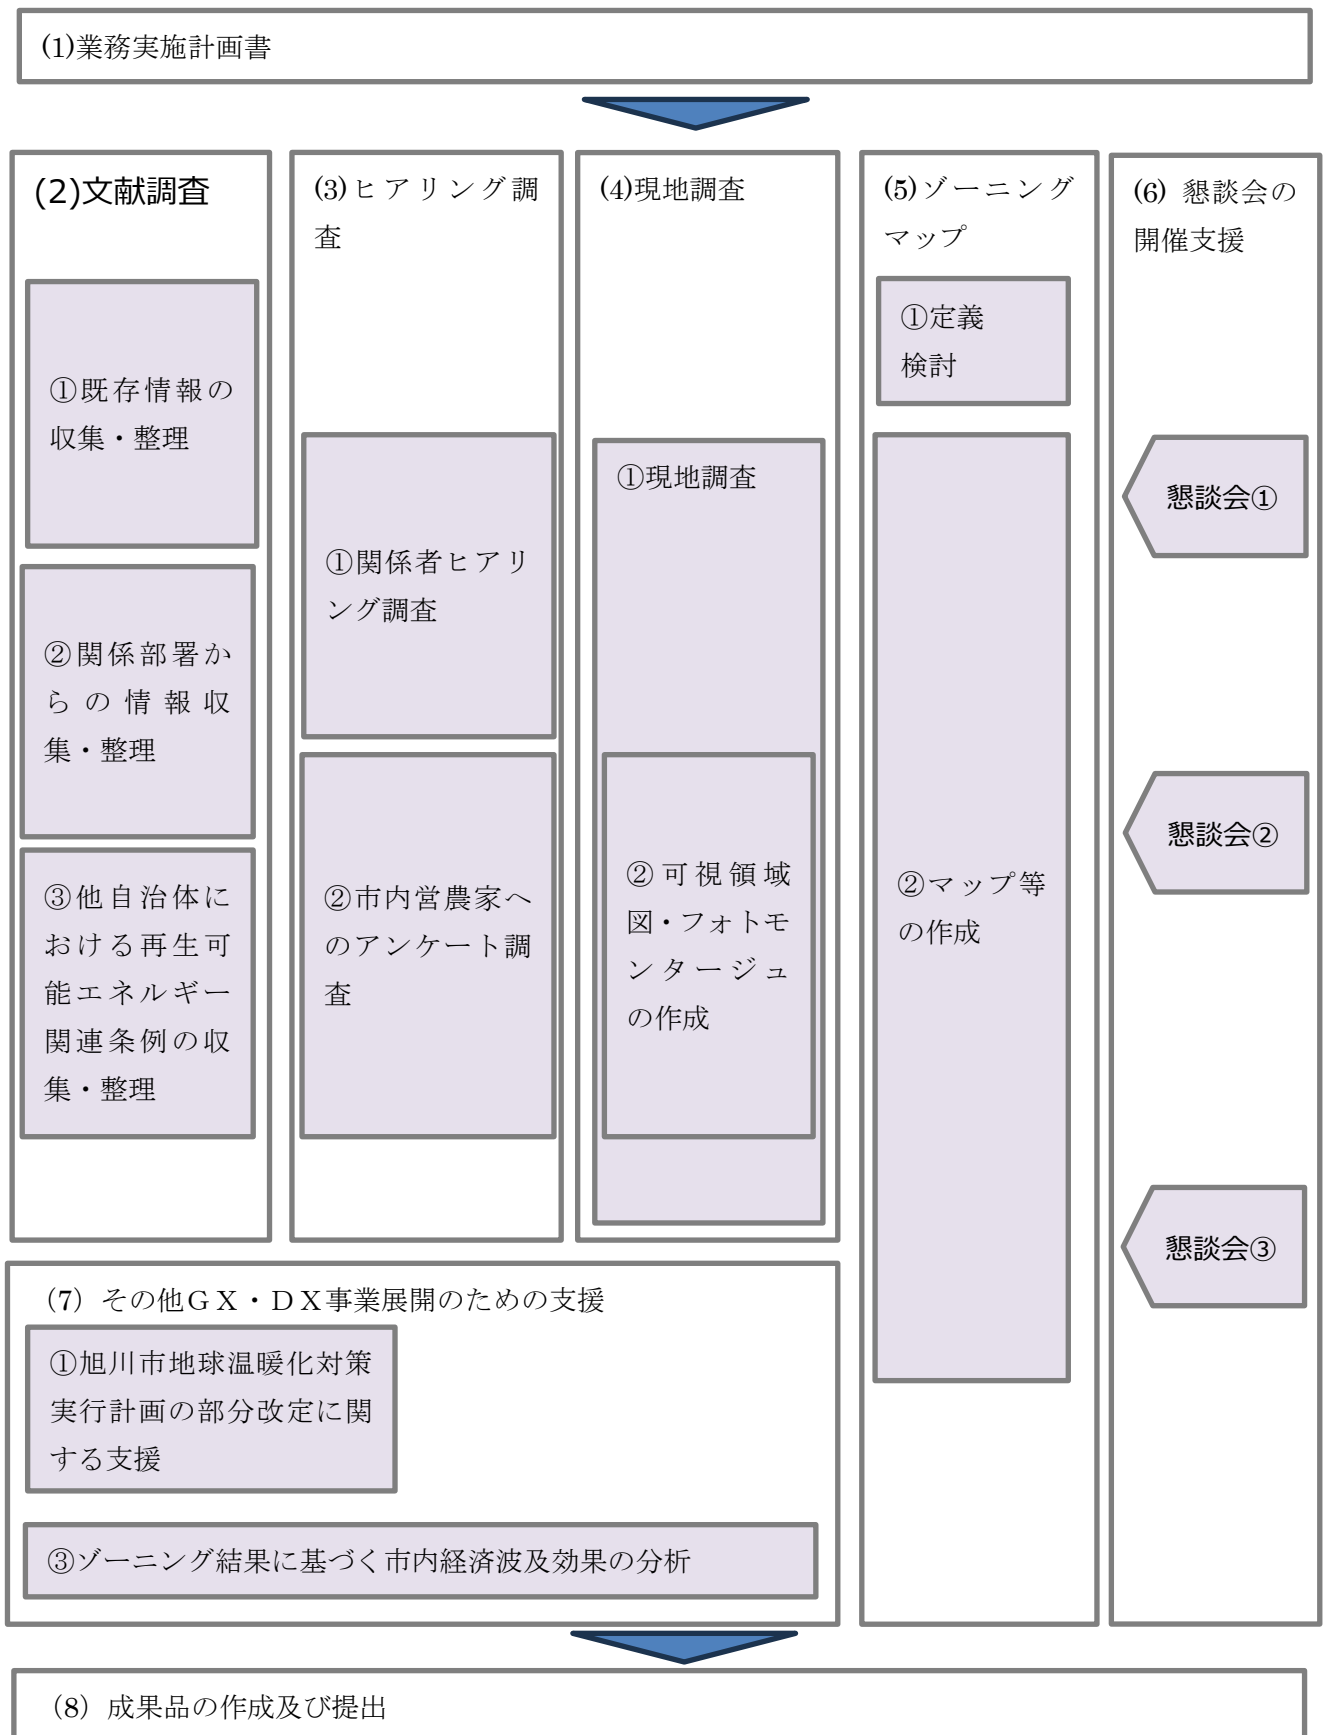 (1)業務実施計画書
(2)文献調査
①既存情報の
収集・整理
②関係部署か
らの情報収
集・整理
③他自治体に
おける再生可
能エネルギー
関連条例の収
集・整理
(3)ヒアリング調
査
①関係者ヒアリ
ング調査
②市内営農家へ
のアンケート調
査
(4)現地調査
①現地調査
②可視領域
図・フォトモ
ンタージュ
の作成
(5)ゾーニング
マップ
①定義
検討
②マップ等
の作成
(6) 懇談会の
開催支援
懇談会①
懇談会②
懇談会③
（7）その他ＧＸ・ＤＸ事業展開のための支援
①旭川市地球温暖化対策
実行計画の部分改定に関
する支援
③ゾーニング結果に基づく市内経済波及効果の分析
（8）成果品の作成及び提出